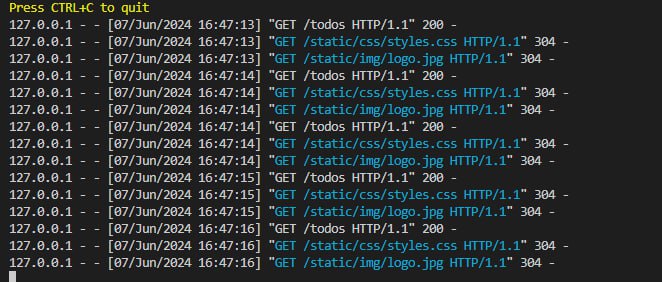 Press CTRL+C to quit
127.0.0.1 - - [07/Jun/2024 16:47:13] "GET /todos HTTP/1.1" 200 -
127.0.0.1 - - [07/Jun/2024 16:47:13] "GET /static/css/styles.css HTTP/1.1" 304 -
127.0.0.1 - - [07/Jun/2024 16:47:13] "GET /static/img/logo.jpg HTTP/1.1" 304 -
127.0.0.1 - - [07/Jun/2024 16:47:14] "GET /todos HTTP/1.1" 200 -
127.0.0.1 - - [07/Jun/2024 16:47:14] "GET /static/css/styles.css HTTP/1.1" 304 -
127.0.0.1 - - [07/Jun/2024 16:47:14] "GET /static/img/logo.jpg HTTP/1.1" 304 -
127.0.0.1 - - [07/Jun/2024 16:47:14] "GET /todos HTTP/1.1" 200 -
127.0.0.1 - - [07/Jun/2024 16:47:14] "GET /static/css/styles.css HTTP/1.1" 304 -
127.0.0.1 - - [07/Jun/2024 16:47:14] "GET /static/img/logo.jpg HTTP/1.1" 304 -
127.0.0.1 - - [07/Jun/2024 16:47:15] "GET /todos HTTP/1.1" 200 -
127.0.0.1 - - [07/Jun/2024 16:47:15] "GET /static/css/styles.css HTTP/1.1" 304 -
127.0.0.1 - - [07/Jun/2024 16:47:15] "GET /static/img/logo.jpg HTTP/1.1" 304 -
127.0.0.1 - - [07/Jun/2024 16:47:16] "GET /todos HTTP/1.1" 200 -
127.0.0.1 - - [07/Jun/2024 16:47:16] "GET /static/css/styles.css HTTP/1.1" 304 -
127.0.0.1 - - [07/Jun/2024 16:47:16] "GET /static/img/logo.jpg HTTP/1.1" 304 -